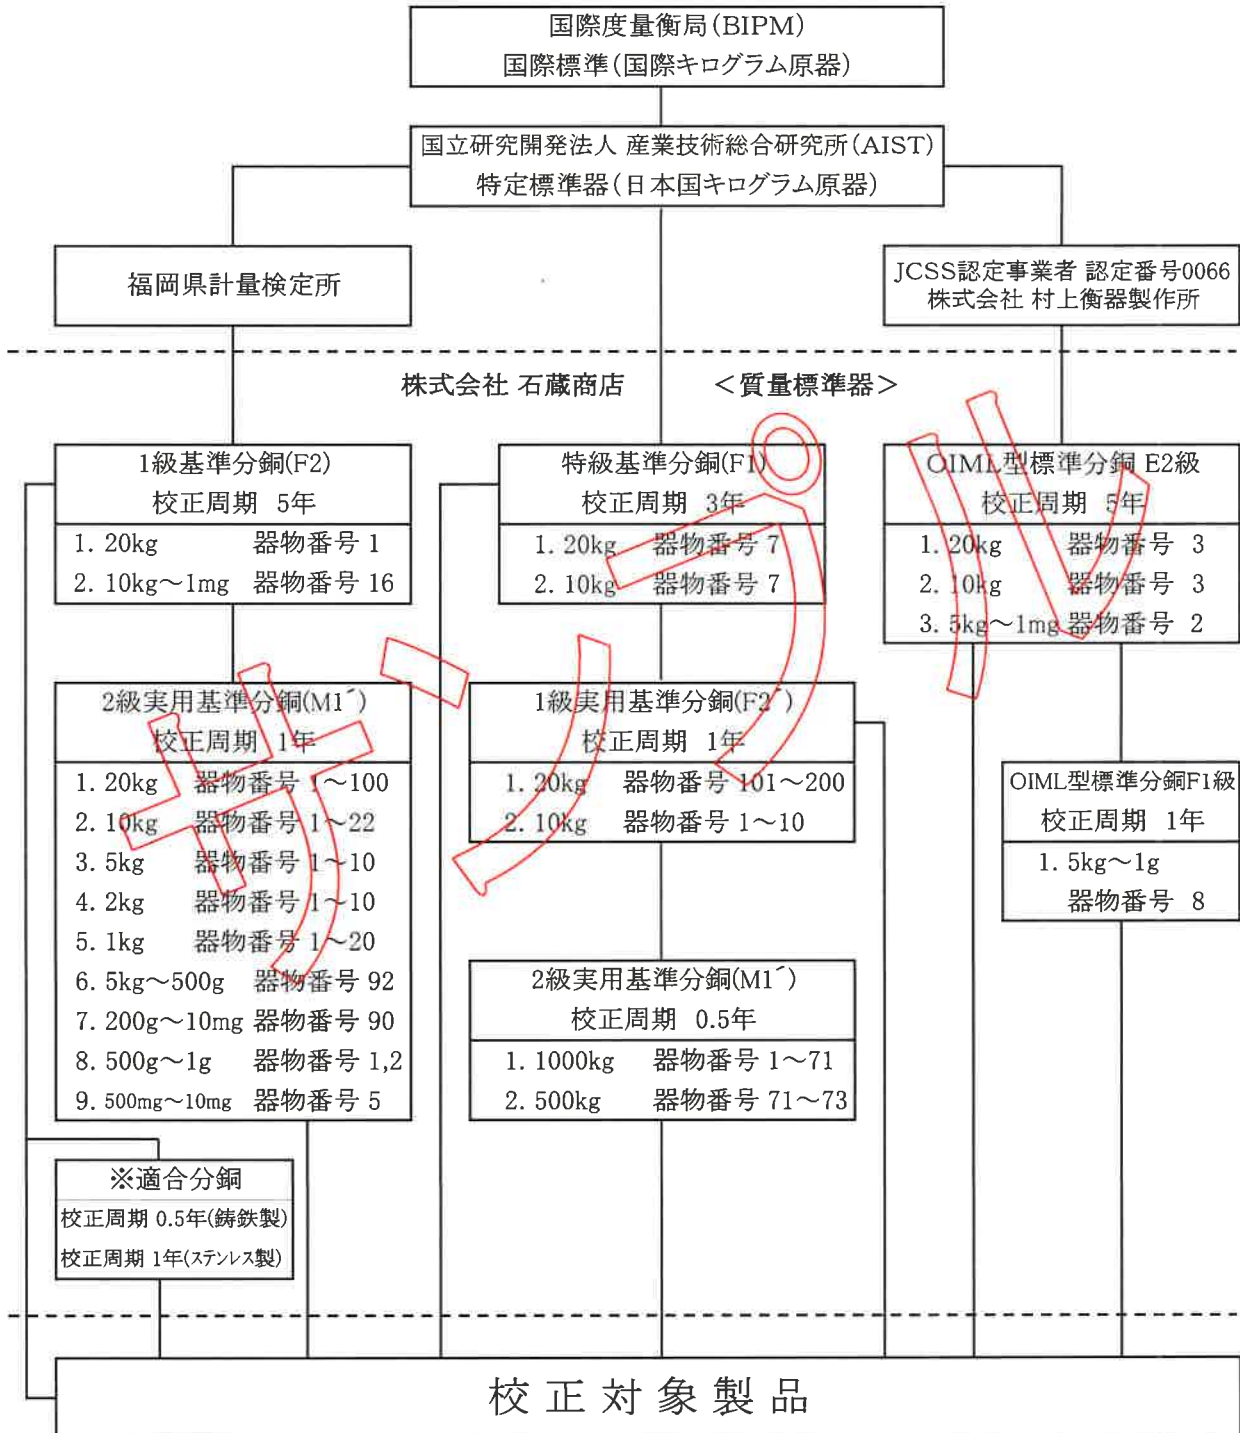 国際度量衡局(BIPM)
国際標準(国際キログラム原器)
国立研究開発法人 産業技術総合研究所(AIST)
特定標準器(日本国キログラム原器)
福岡県計量検定所
JCSS認定事業者 認定番号0066
株式会社 村上衡器製作所
株式会社 石蔵商店 <質量標準器>
1級基準分銅(F2)
校正周期 5年
1. 20kg 器物番号 1
2. 10kg～1mg 器物番号 16
特級基準分銅(F1)
校正周期 3年
1. 20kg 器物番号 7
2. 10kg 器物番号 7
OIML型標準分銅 E2級
校正周期 5年
1. 20kg 器物番号 3
2. 10kg 器物番号 3
3. 5kg～1mg 器物番号 2
2級実用基準分銅(M1´)
校正周期 1年
1. 20kg 器物番号 1～100
2. 10kg 器物番号 1～22
3. 5kg 器物番号 1～10
4. 2kg 器物番号 1～10
5. 1kg 器物番号 1～20
6. 5kg～500g 器物番号 92
7. 200g～10mg 器物番号 90
8. 500g～1g 器物番号 1,2
9. 500mg～10mg 器物番号 5
1級実用基準分銅(F2´)
校正周期 1年
1. 20kg 器物番号 101～200
2. 10kg 器物番号 1～10
OIML型標準分銅F1級
校正周期 1年
1. 5kg～1g
器物番号 8
2級実用基準分銅(M1´)
校正周期 0.5年
1. 1000kg 器物番号 1～71
2. 500kg 器物番号 71～73
※適合分銅
校正周期 0.5年(鋳鉄製)
校正周期 1年(ステンレス製)
校正対象製品
サンプル